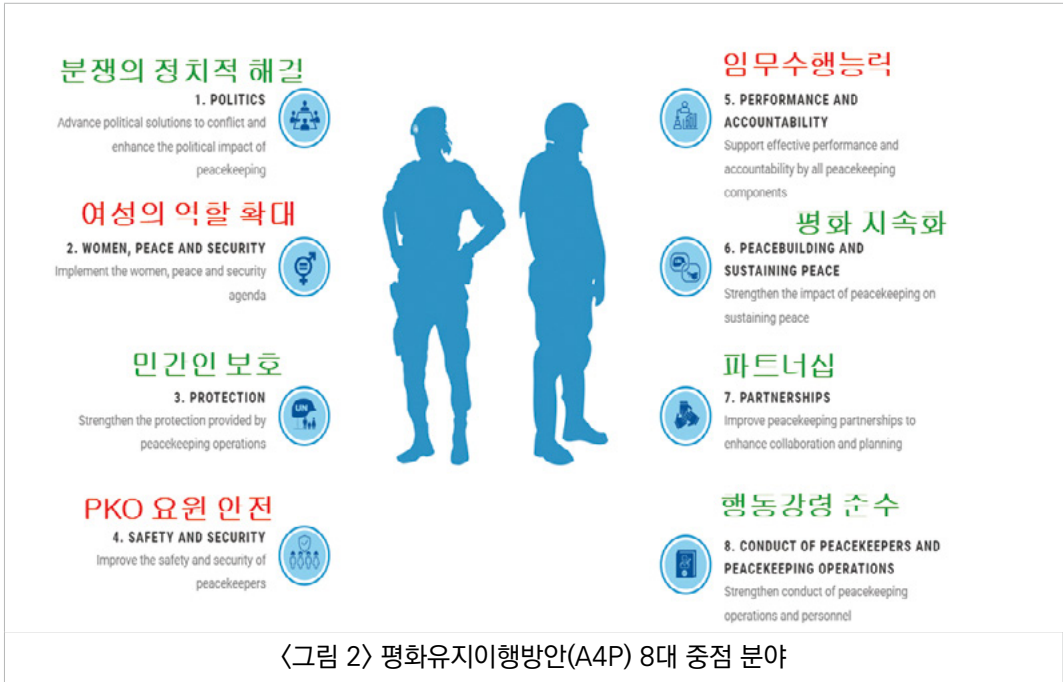 분쟁의 정치적 해결
1. POLITICS
Advance political solutions to conflict and
enhance the political impact of
peacekeeping
여성의 역할 확대
2. WOMEN, PEACE AND SECURITY
Implement the women, peace and security
agenda
민간인 보호
3. PROTECTION
UN
Strengthen the protection provided by
peacekeeping operations
PKO 요원 안전
4. SAFETY AND SECURITY
Improve the safety and security of
peacekeepers
임무수행능력
5. PERFORMANCE AND
ACCOUNTABILITY
Support effective performance and
accountability by all peacekeeping
components
평화 지속화
6. PEACEBUILDING AND
SUSTAINING PEACE
Strengthen the impact of peacekeeping on
sustaining peace
파트너십
7. PARTNERSHIPS
Improve peacekeeping partnerships to
enhance collaboration and planning
행동강령 준수
8. CONDUCT OF PEACEKEEPERS AND
PEACEKEEPING OPERATIONS
Strengthen conduct of peacekeeping
operations and personnel
〈그림 2〉 평화유지이행방안(A4P) 8대 중점 분야